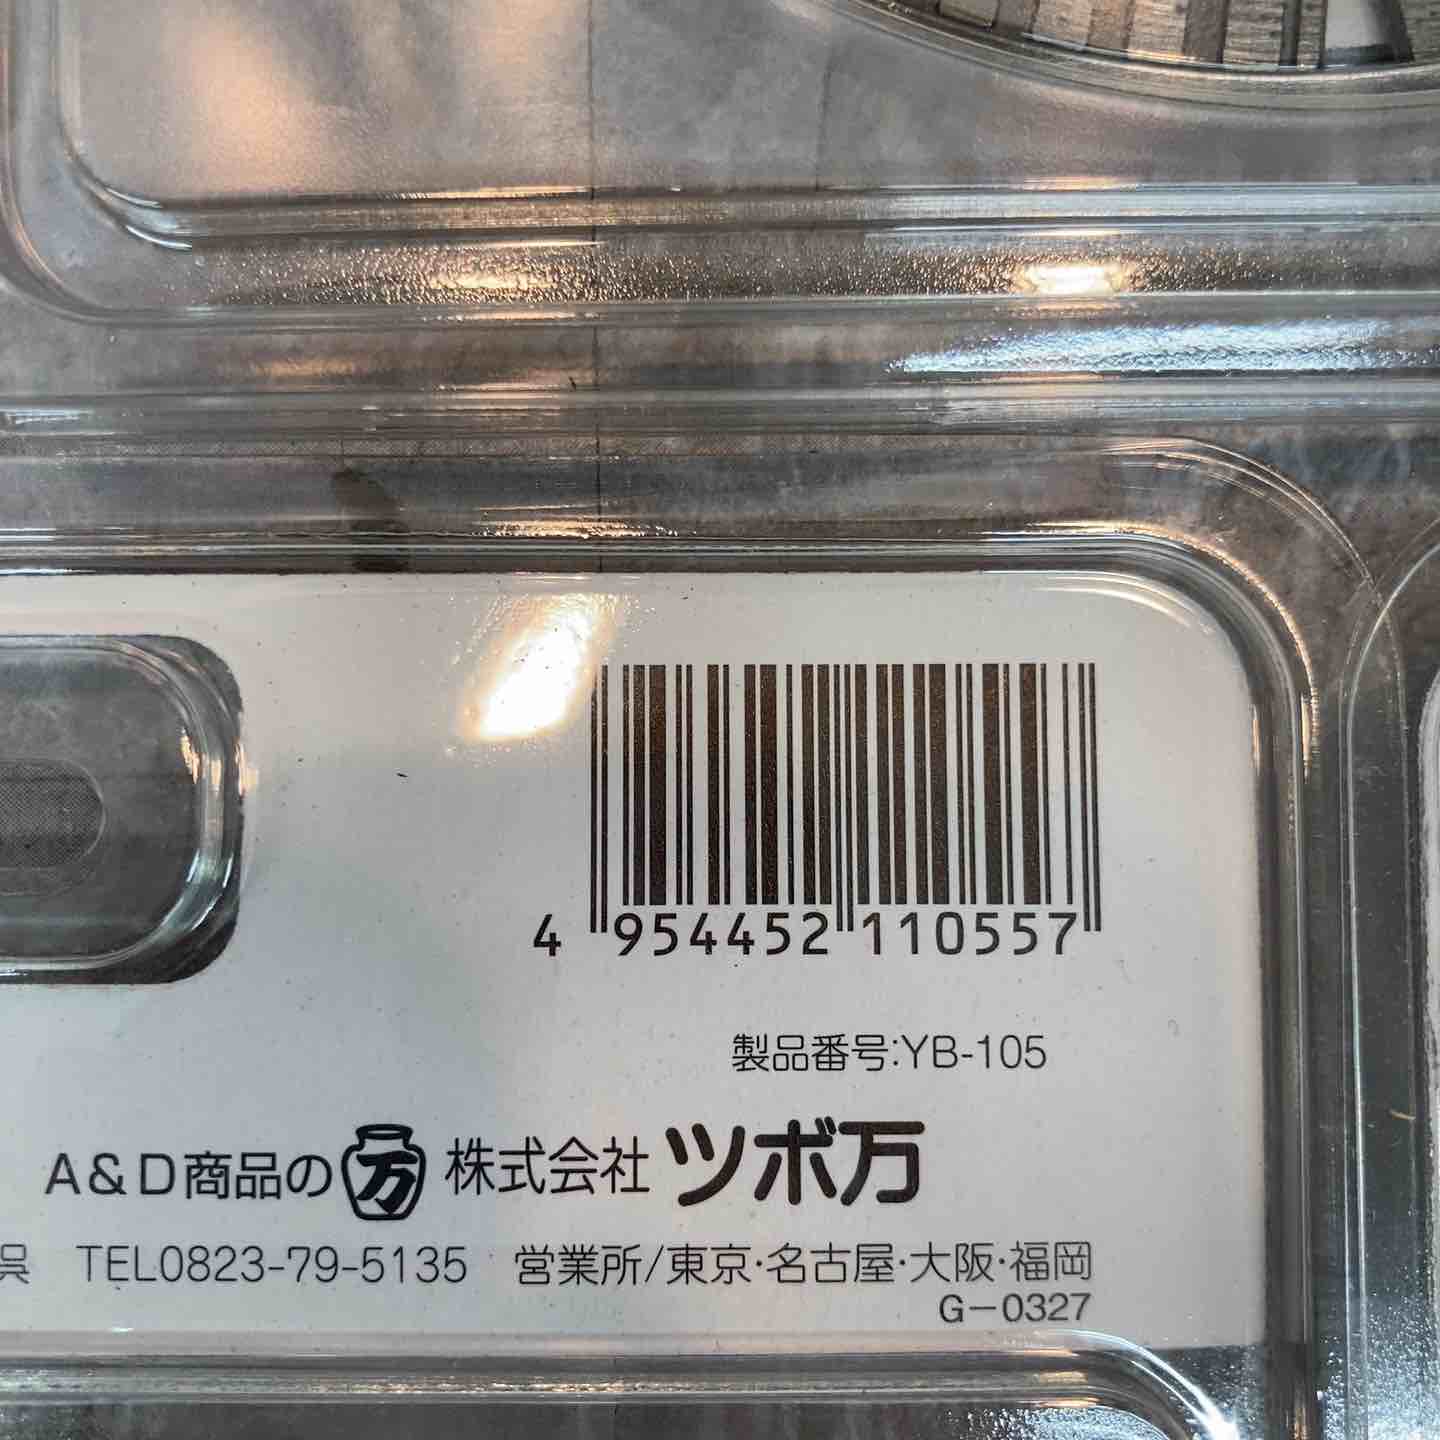 4 954452 110557
製品番号:YB-105
A&D商品の 万 株式会社 ツボ万
呉 TEL0823-79-5135 営業所/東京·名古屋·大阪·福岡
G-0327